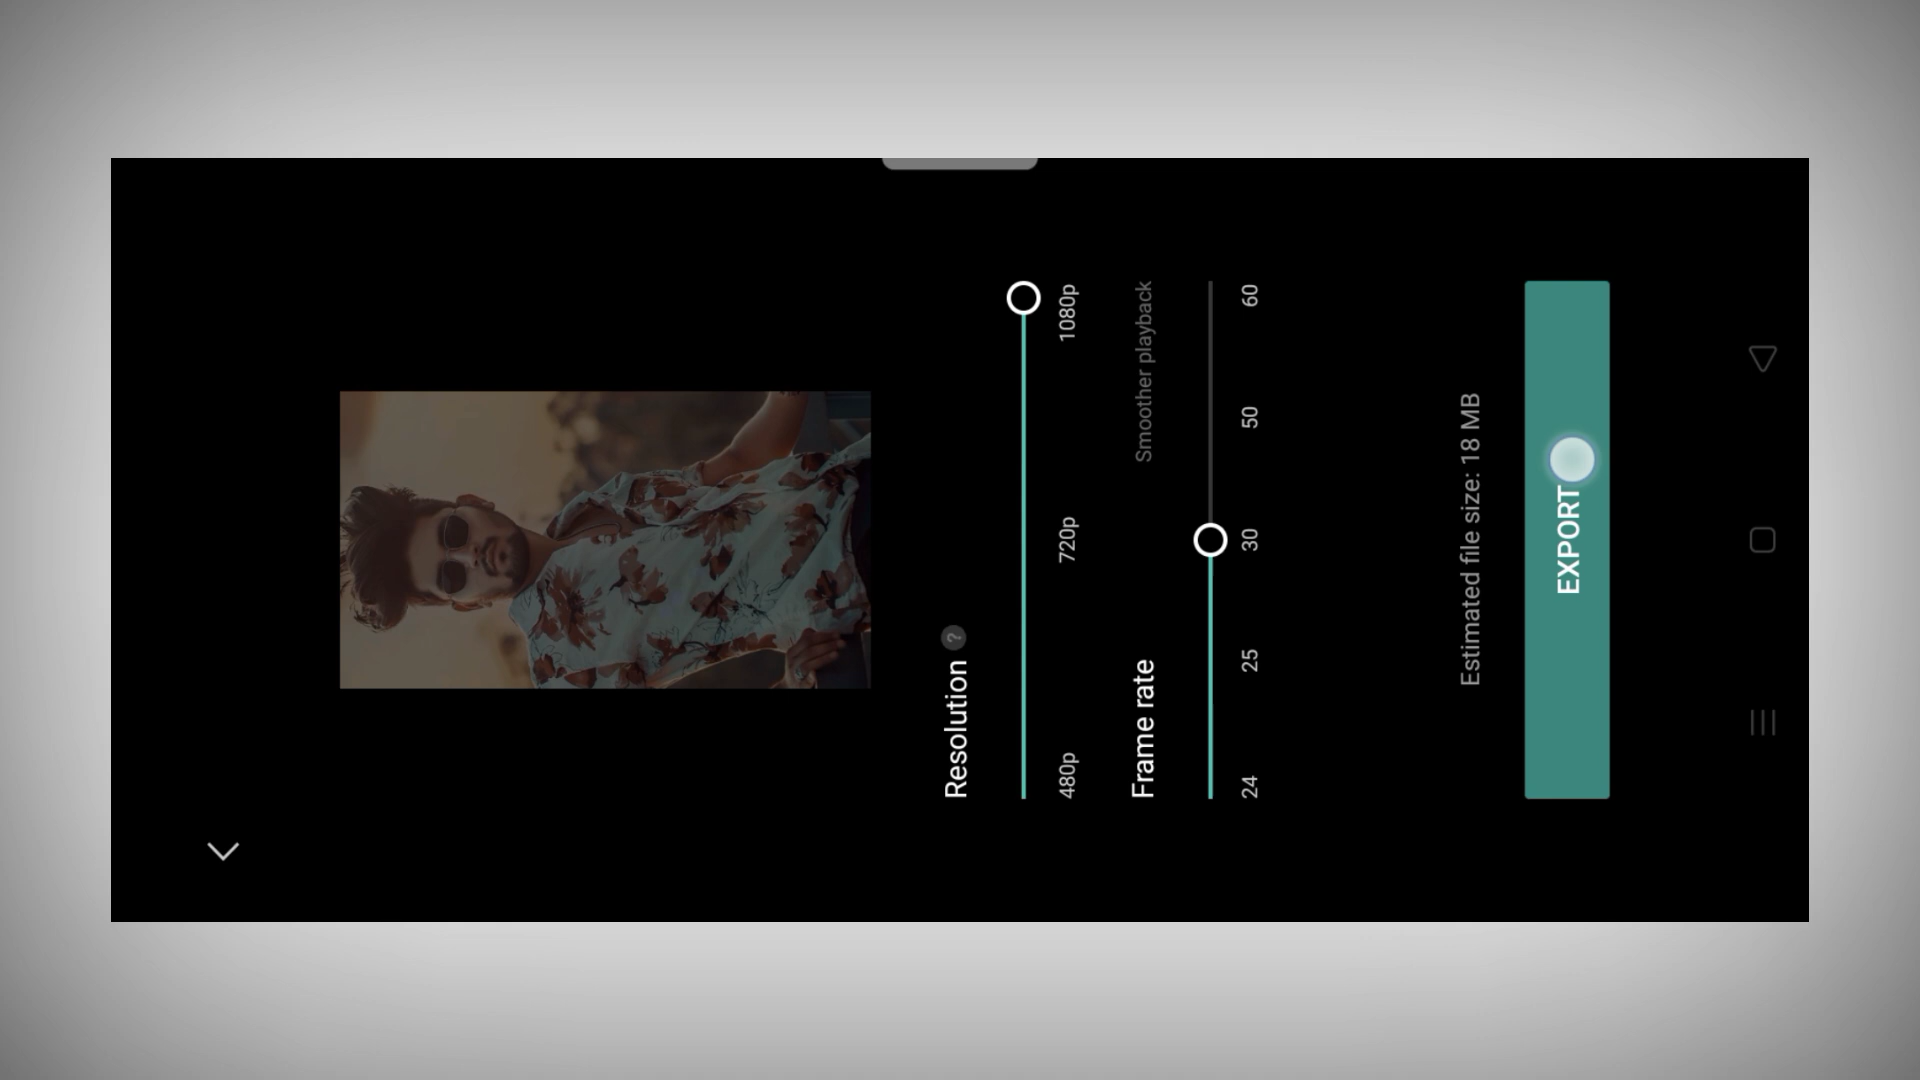 Resolution ?
480p 720p 1080p
Frame rate Smoother playback
24 25 30 50 60
Estimated file size: 18 MB
EXPORT